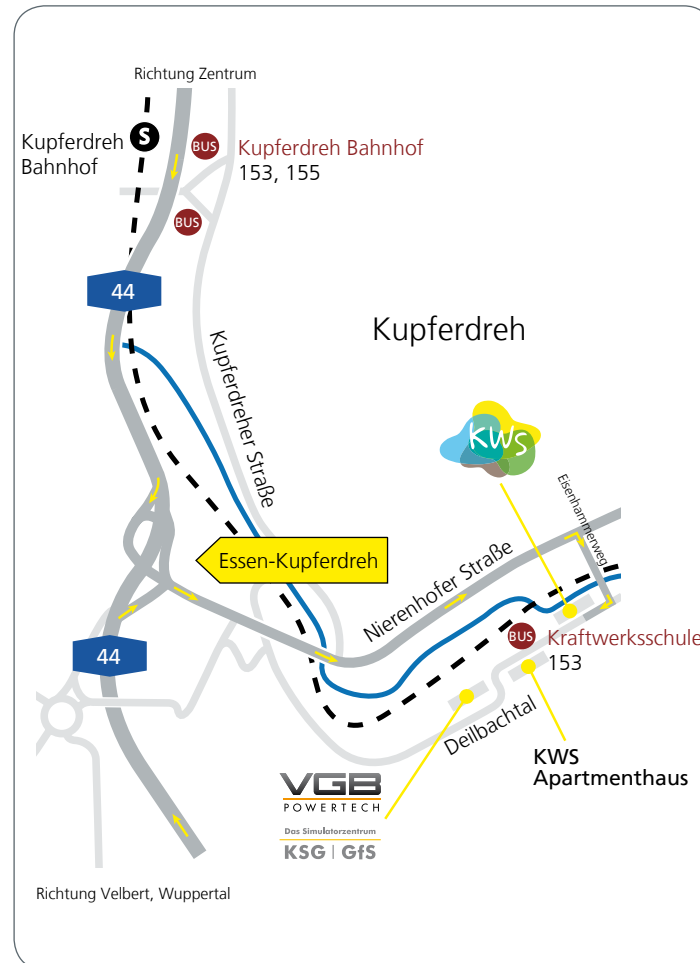 Richtung Zentrum
S
Kupferdreh
Bahnhof
BUS
Kupferdreh Bahnhof
153, 155
BUS
44
Kupferdreh
Kupferdreher Straße
KWS
Eisenhammerweg
Essen-Kupferdreh
Nierenhofer Straße
BUS
Kraftwerksschule
153
44
Deilbachtal
KWS
Apartmenthaus
VGB
POWERTECH
Das Simulatorzentrum
KSG | GfS
Richtung Velbert, Wuppertal